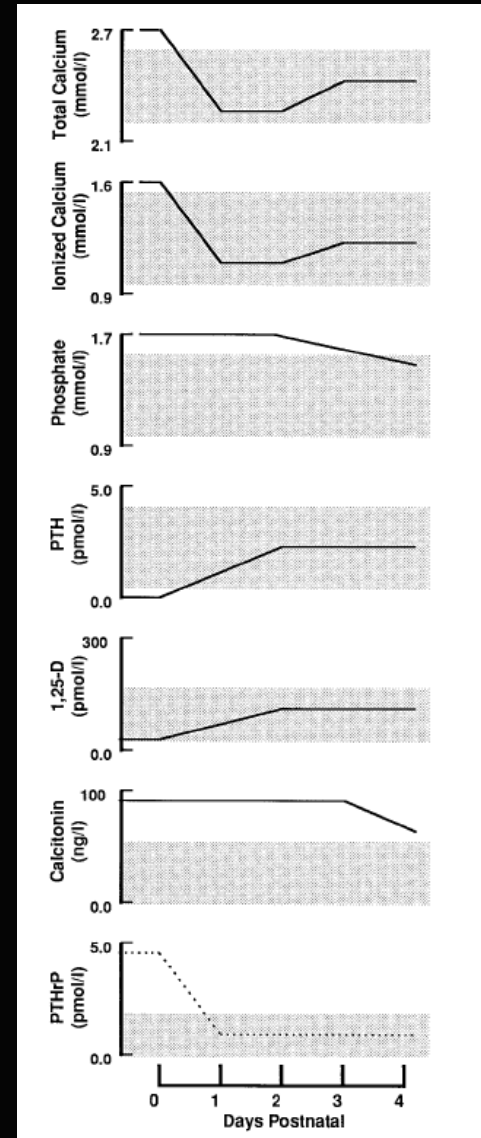 Total Calcium
(mmol/l)
2.7
2.1
Ionized Calcium
(mmol/l)
1.6
0.9
Phosphate
(mmol/l)
1.7
0.9
PTH
(pmol/l)
5.0
0.0
1,25-D
(pmol/l)
300
0.0
Calcitonin
(ng/l)
100
0.0
PTHrP
(pmol/l)
5.0
0.0
0 1 2 3 4
Days Postnatal